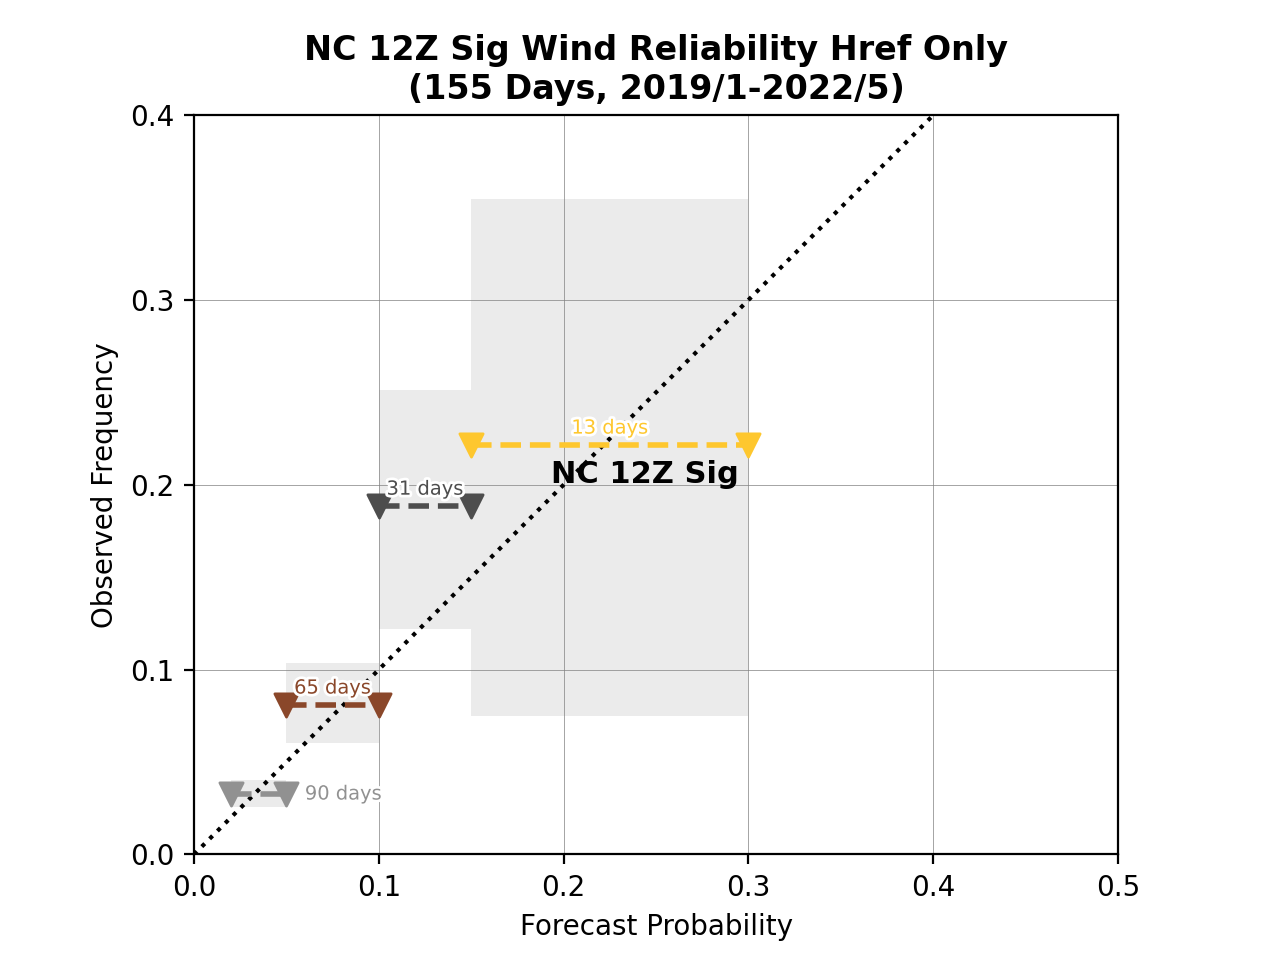 NC 12Z Sig Wind Reliability Href Only
(155 Days, 2019/1-2022/5)
0.4
0.3
0.2
0.1
0.0
Observed Frequency
13 days
NC 12Z Sig
31 days
65 days
90 days
0.0 0.1 0.2 0.3 0.4 0.5
Forecast Probability